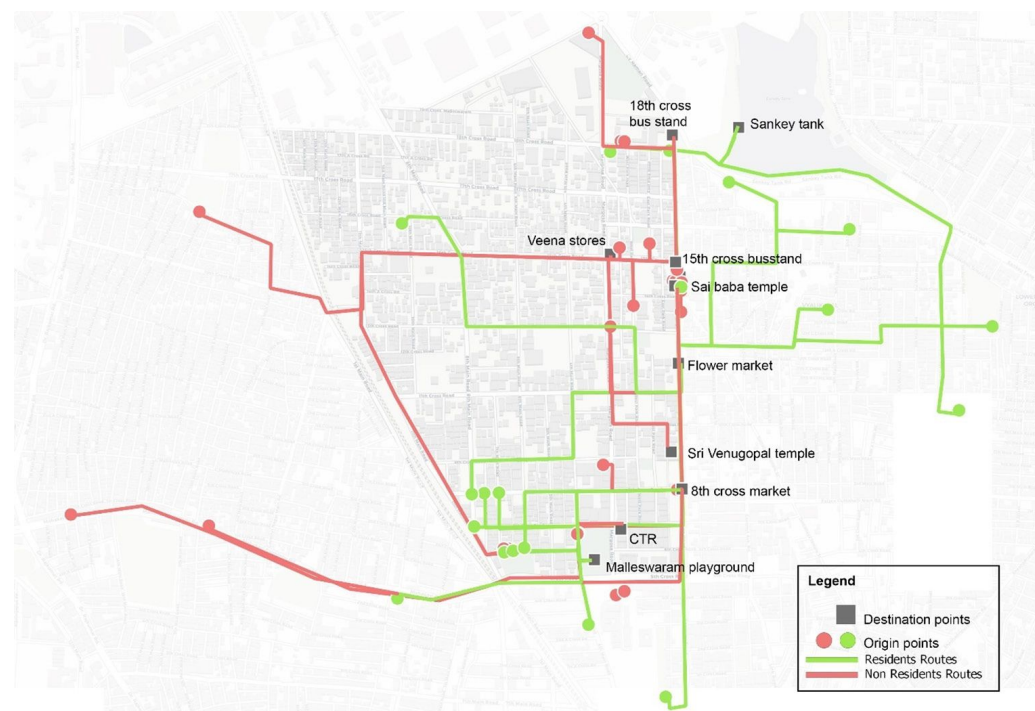 18th cross
bus stand
Sankey tank
Veena stores
15th cross busstand
Sai baba temple
Flower market
Sri Venugopal temple
8th cross market
CTR
Malleswaram playground
Legend
Destination points
Origin points
Residents Routes
Non Residents Routes